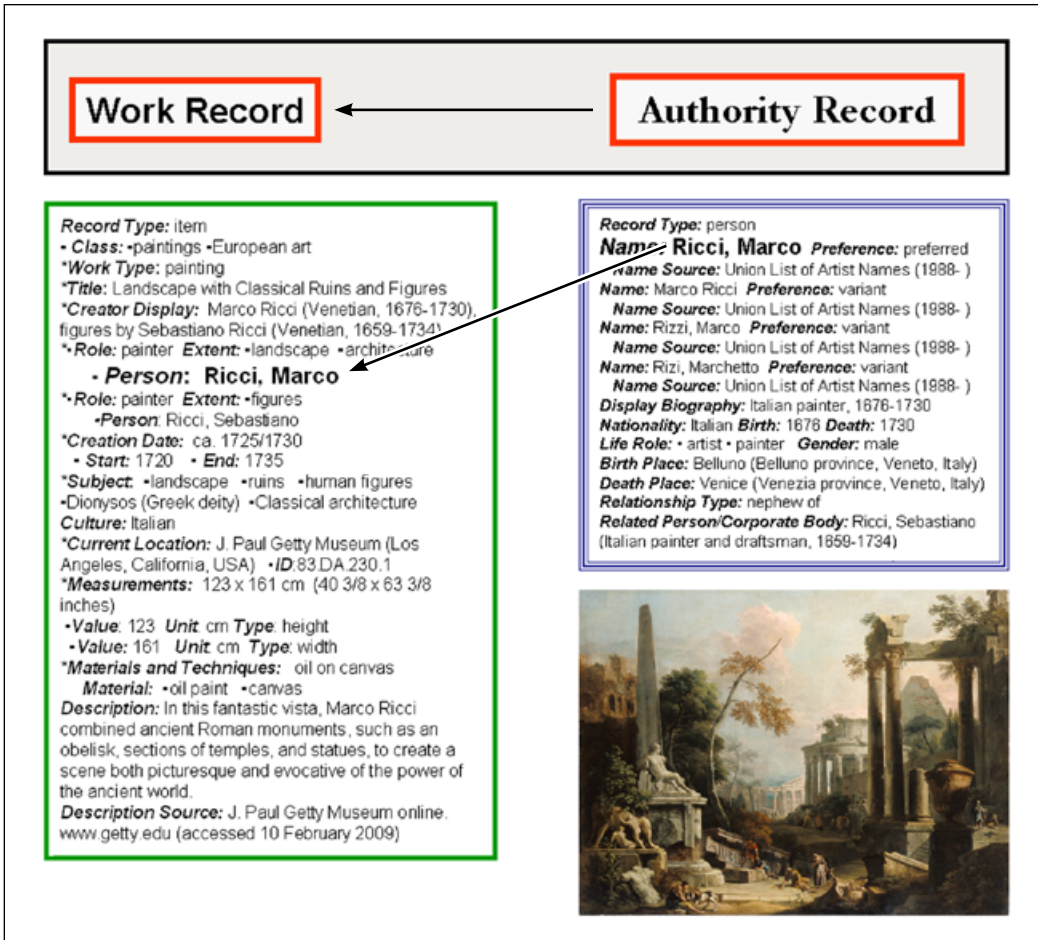 Work Record
Authority Record
Record Type: item
• Class: •paintings •European art
*Work Type: painting
*Title: Landscape with Classical Ruins and Figures
*Creator Display: Marco Ricci (Venetian, 1676-1730),
figures by Sebastiano Ricci (Venetian, 1659-1734)
*•Role: painter Extent: •landscape •architecture
- Person: Ricci, Marco
*•Role: painter Extent: •figures
•Person: Ricci, Sebastiano
*Creation Date: ca. 1725/1730
• Start: 1720 • End: 1735
*Subject: •landscape •ruins •human figures
•Dionysos (Greek deity) •Classical architecture
Culture: Italian
*Current Location: J. Paul Getty Museum (Los
Angeles, California, USA) •ID:83.DA.230.1
*Measurements: 123 x 161 cm (40 3/8 x 63 3/8
inches)
•Value: 123 Unit: cm Type: height
•Value: 161 Unit: cm Type: width
*Materials and Techniques: oil on canvas
Material: •oil paint •canvas
Description: In this fantastic vista, Marco Ricci
combined ancient Roman monuments, such as an
obelisk, sections of temples, and statues, to create a
scene both picturesque and evocative of the power of
the ancient world.
Description Source: J. Paul Getty Museum online.
www.getty.edu (accessed 10 February 2009)
Record Type: person
Name: Ricci, Marco Preference: preferred
Name Source: Union List of Artist Names (1988- )
Name: Marco Ricci Preference: variant
Name Source: Union List of Artist Names (1988- )
Name: Rizzi, Marco Preference: variant
Name Source: Union List of Artist Names (1988- )
Name: Rizi, Marchetto Preference: variant
Name Source: Union List of Artist Names (1988- )
Display Biography: Italian painter, 1676-1730
Nationality: Italian Birth: 1676 Death: 1730
Life Role: • artist • painter Gender: male
Birth Place: Belluno (Belluno province, Veneto, Italy)
Death Place: Venice (Venezia province, Veneto, Italy)
Relationship Type: nephew of
Related Person/Corporate Body: Ricci, Sebastiano
(Italian painter and draftsman, 1659-1734)